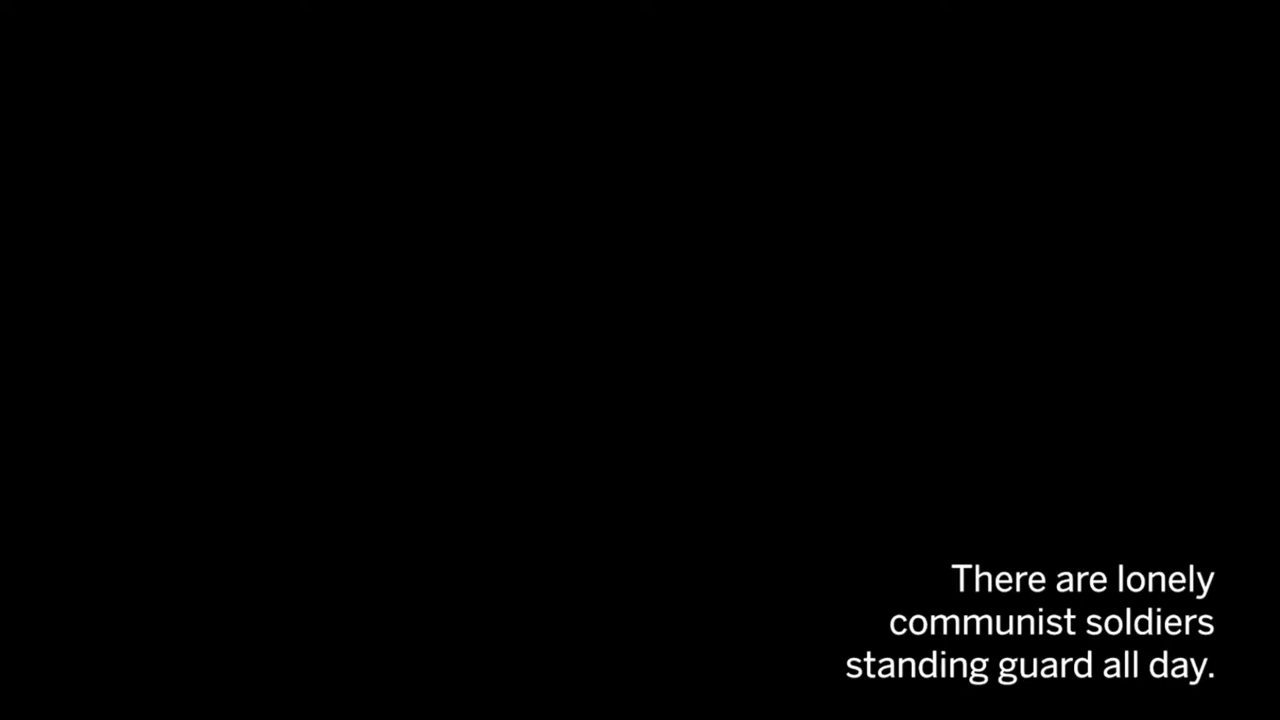 There are lonely
communist soldiers
standing guard all day.